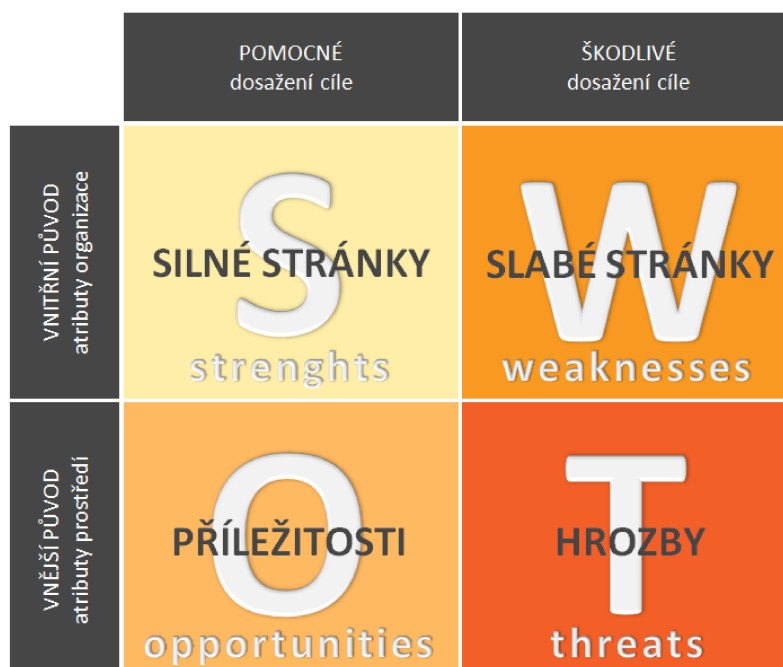 POMOCNÉ
dosažení cíle
ŠKODLIVÉ
dosažení cíle
VNITŘNÍ PŮVOD
atributy organizace
S
SILNÉ STRÁNKY
strenghts
W
SLABÉ STRÁNKY
weaknesses
VNĚJŠÍ PŮVOD
atributy prostředí
O
PŘÍLEŽITOSTI
opportunities
T
HROZBY
threats